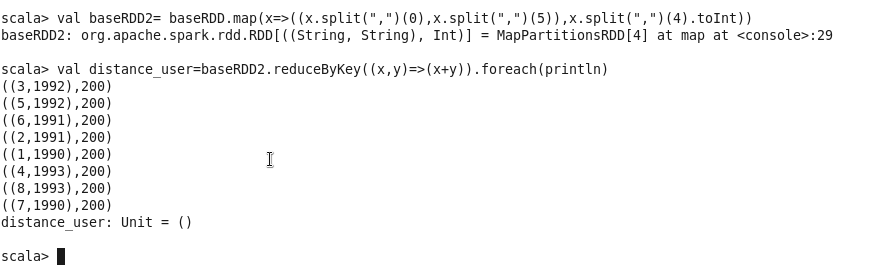 scala> val baseRDD2= baseRDD.map(x=>((x.split(",")(0),x.split(",")(5)),x.split(",")(4).toInt))
baseRDD2: org.apache.spark.rdd.RDD[((String, String), Int)] = MapPartitionsRDD[4] at map at <console>:29
scala> val distance_user=baseRDD2.reduceByKey((x,y)=>(x+y)).foreach(println)
((3,1992),200)
((5,1992),200)
((6,1991),200)
((2,1991),200)
((1,1990),200)
((4,1993),200)
((8,1993),200)
((7,1990),200)
distance_user: Unit = ()
scala>